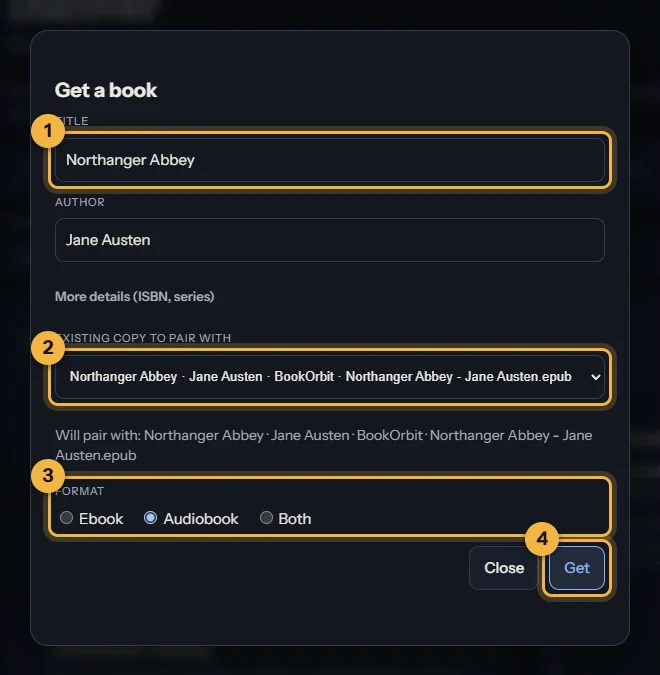 Get a book
1
TITLE
Northanger Abbey
AUTHOR
Jane Austen
More details (ISBN, series)
2
EXISTING COPY TO PAIR WITH
Northanger Abbey · Jane Austen · BookOrbit · Northanger Abbey - Jane Austen.epub
Will pair with: Northanger Abbey · Jane Austen · BookOrbit · Northanger Abbey - Jane
Austen.epub
3
FORMAT
Ebook Audiobook Both
4
Close Get